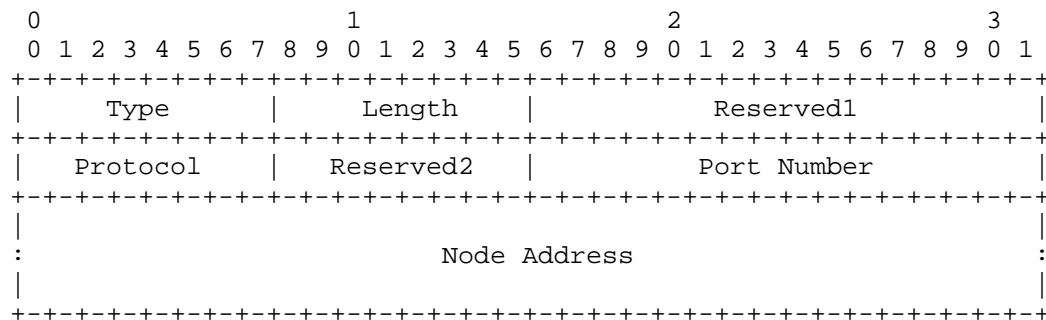 0                   1                   2                   3
 0 1 2 3 4 5 6 7 8 9 0 1 2 3 4 5 6 7 8 9 0 1 2 3 4 5 6 7 8 9 0 1
+-+-+-+-+-+-+-+-+-+-+-+-+-+-+-+-+-+-+-+-+-+-+-+-+-+-+-+-+-+-+-+-+
|     Type      |     Length    |           Reserved1           |
+-+-+-+-+-+-+-+-+-+-+-+-+-+-+-+-+-+-+-+-+-+-+-+-+-+-+-+-+-+-+-+-+
|   Protocol    |   Reserved2   |          Port Number          |
+-+-+-+-+-+-+-+-+-+-+-+-+-+-+-+-+-+-+-+-+-+-+-+-+-+-+-+-+-+-+-+-+
|                                                               |
:                          Node Address                         :
|                                                               |
+-+-+-+-+-+-+-+-+-+-+-+-+-+-+-+-+-+-+-+-+-+-+-+-+-+-+-+-+-+-+-+-+